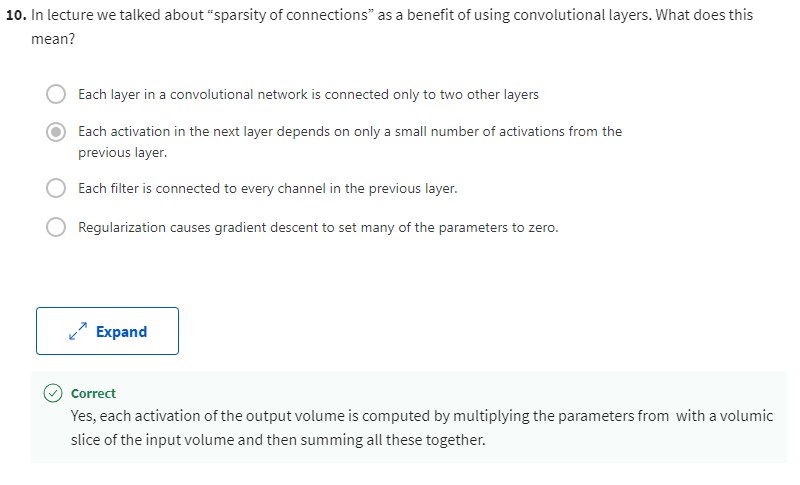 10. In lecture we talked about “sparsity of connections” as a benefit of using convolutional layers. What does this
mean?
Each layer in a convolutional network is connected only to two other layers
Each activation in the next layer depends on only a small number of activations from the
previous layer.
Each filter is connected to every channel in the previous layer.
Regularization causes gradient descent to set many of the parameters to zero.
Expand
Correct
Yes, each activation of the output volume is computed by multiplying the parameters from with a volumic
slice of the input volume and then summing all these together.